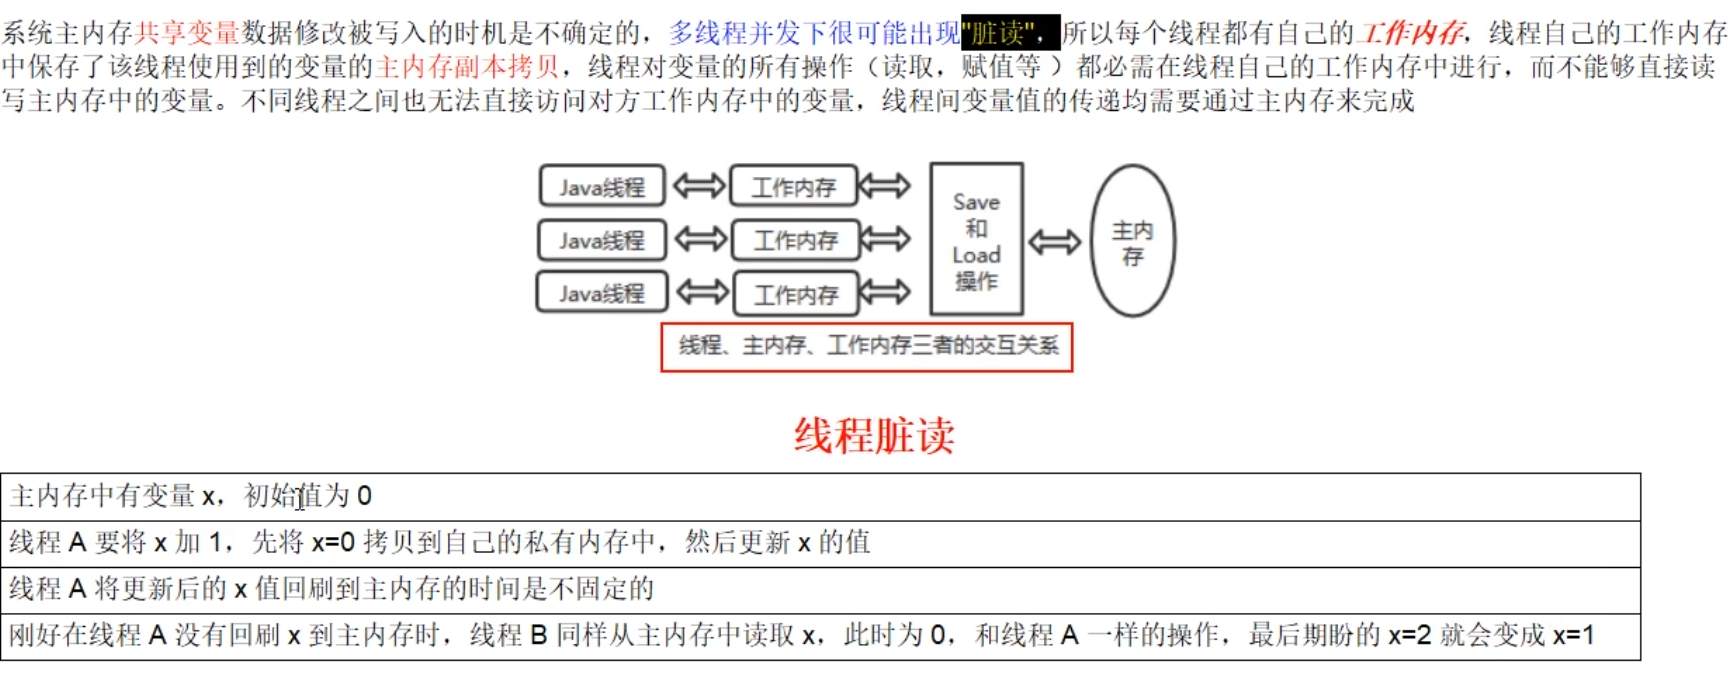 系统主内存共享变量数据修改被写入的时机是不确定的，多线程并发下很可能出现"脏读"，所以每个线程都有自己的工作内存，线程自己的工作内存
中保存了该线程使用到的变量的主内存副本拷贝，线程对变量的所有操作（读取，赋值等 ）都必需在线程自己的工作内存中进行，而不能够直接读
写主内存中的变量。不同线程之间也无法直接访问对方工作内存中的变量，线程间变量值的传递均需要通过主内存来完成
Java线程
工作内存
Java线程
工作内存
Java线程
工作内存
Save
和
Load
操作
主内
存
线程、主内存、工作内存三者的交互关系
线程脏读
主内存中有变量 x，初始值为 0
线程 A 要将 x 加 1，先将 x=0 拷贝到自己的私有内存中，然后更新 x 的值
线程 A 将更新后的 x 值回刷到主内存的时间是不固定的
刚好在线程 A 没有回刷 x 到主内存时，线程 B 同样从主内存中读取 x，此时为 0，和线程 A 一样的操作，最后期盼的 x=2 就会变成 x=1